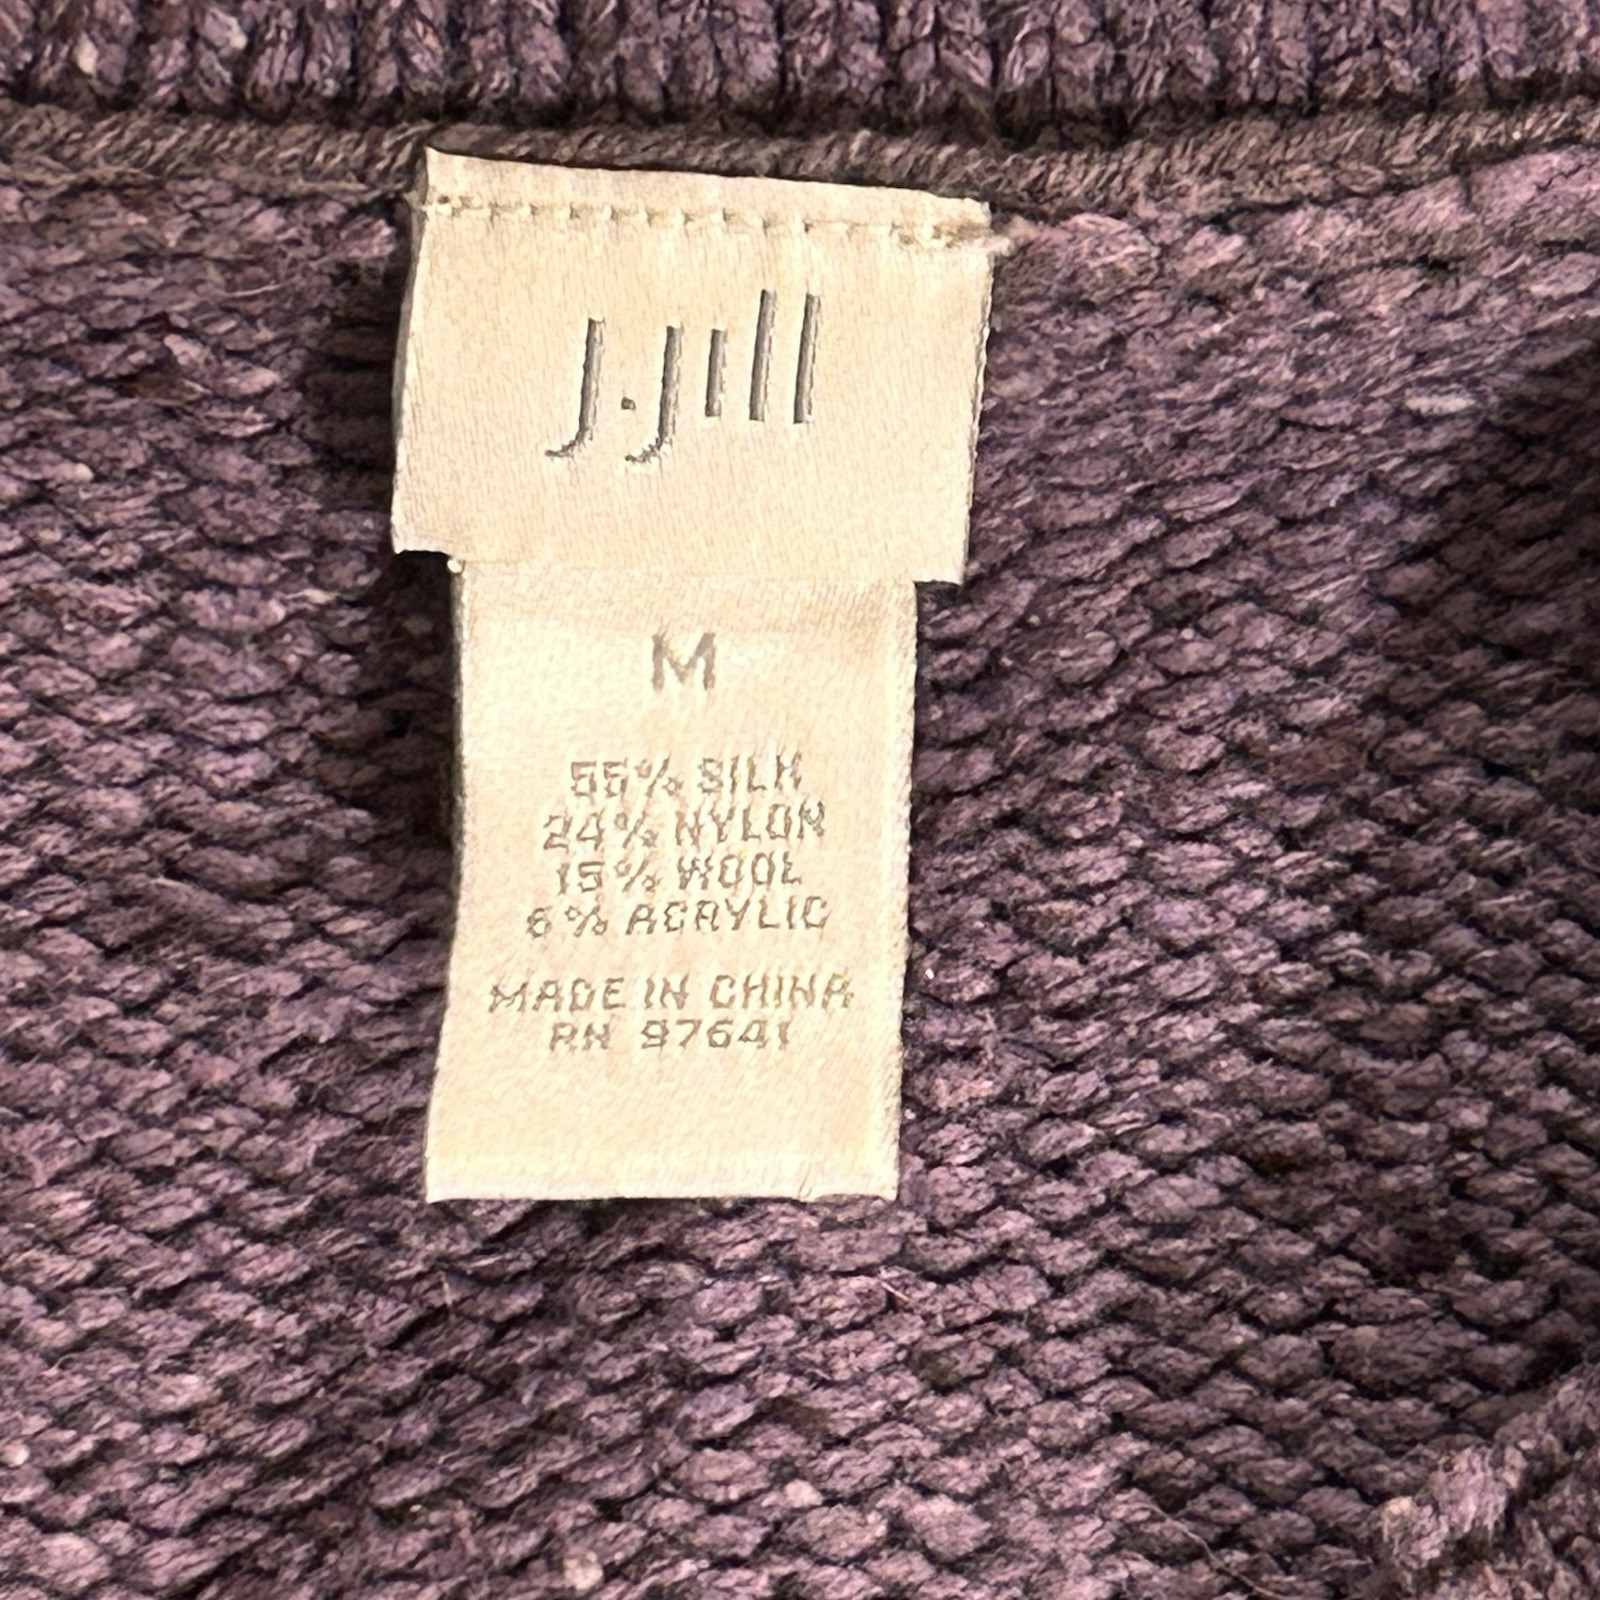 J.Jill
M
55% SILK
24% NYLON
15% WOOL
6% ACRYLIC
MADE IN CHINA
RN 97641